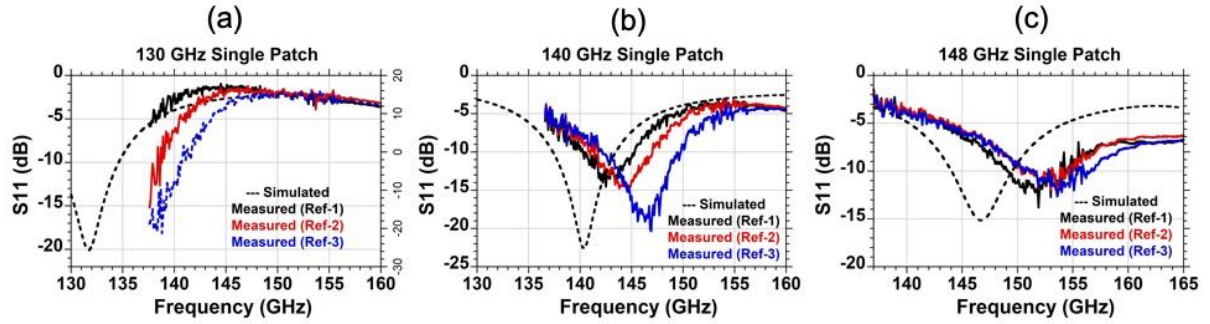 (a)
130 GHz Single Patch
0
-5
-10
-15
-20
20
10
0
-10
-20
-30
S11 (dB)
--- Simulated
Measured (Ref-1)
Measured (Ref-2)
Measured (Ref-3)
130 135 140 145 150 155 160
Frequency (GHz)
(b)
140 GHz Single Patch
0
-5
-10
-15
-20
-25
S11 (dB)
--- Simulated
Measured (Ref-1)
Measured (Ref-2)
Measured (Ref-3)
130 135 140 145 150 155 160
Frequency (GHz)
(c)
148 GHz Single Patch
0
-5
-10
-15
-20
S11 (dB)
--- Simulated
Measured (Ref-1)
Measured (Ref-2)
Measured (Ref-3)
140 145 150 155 160 165
Frequency (GHz)